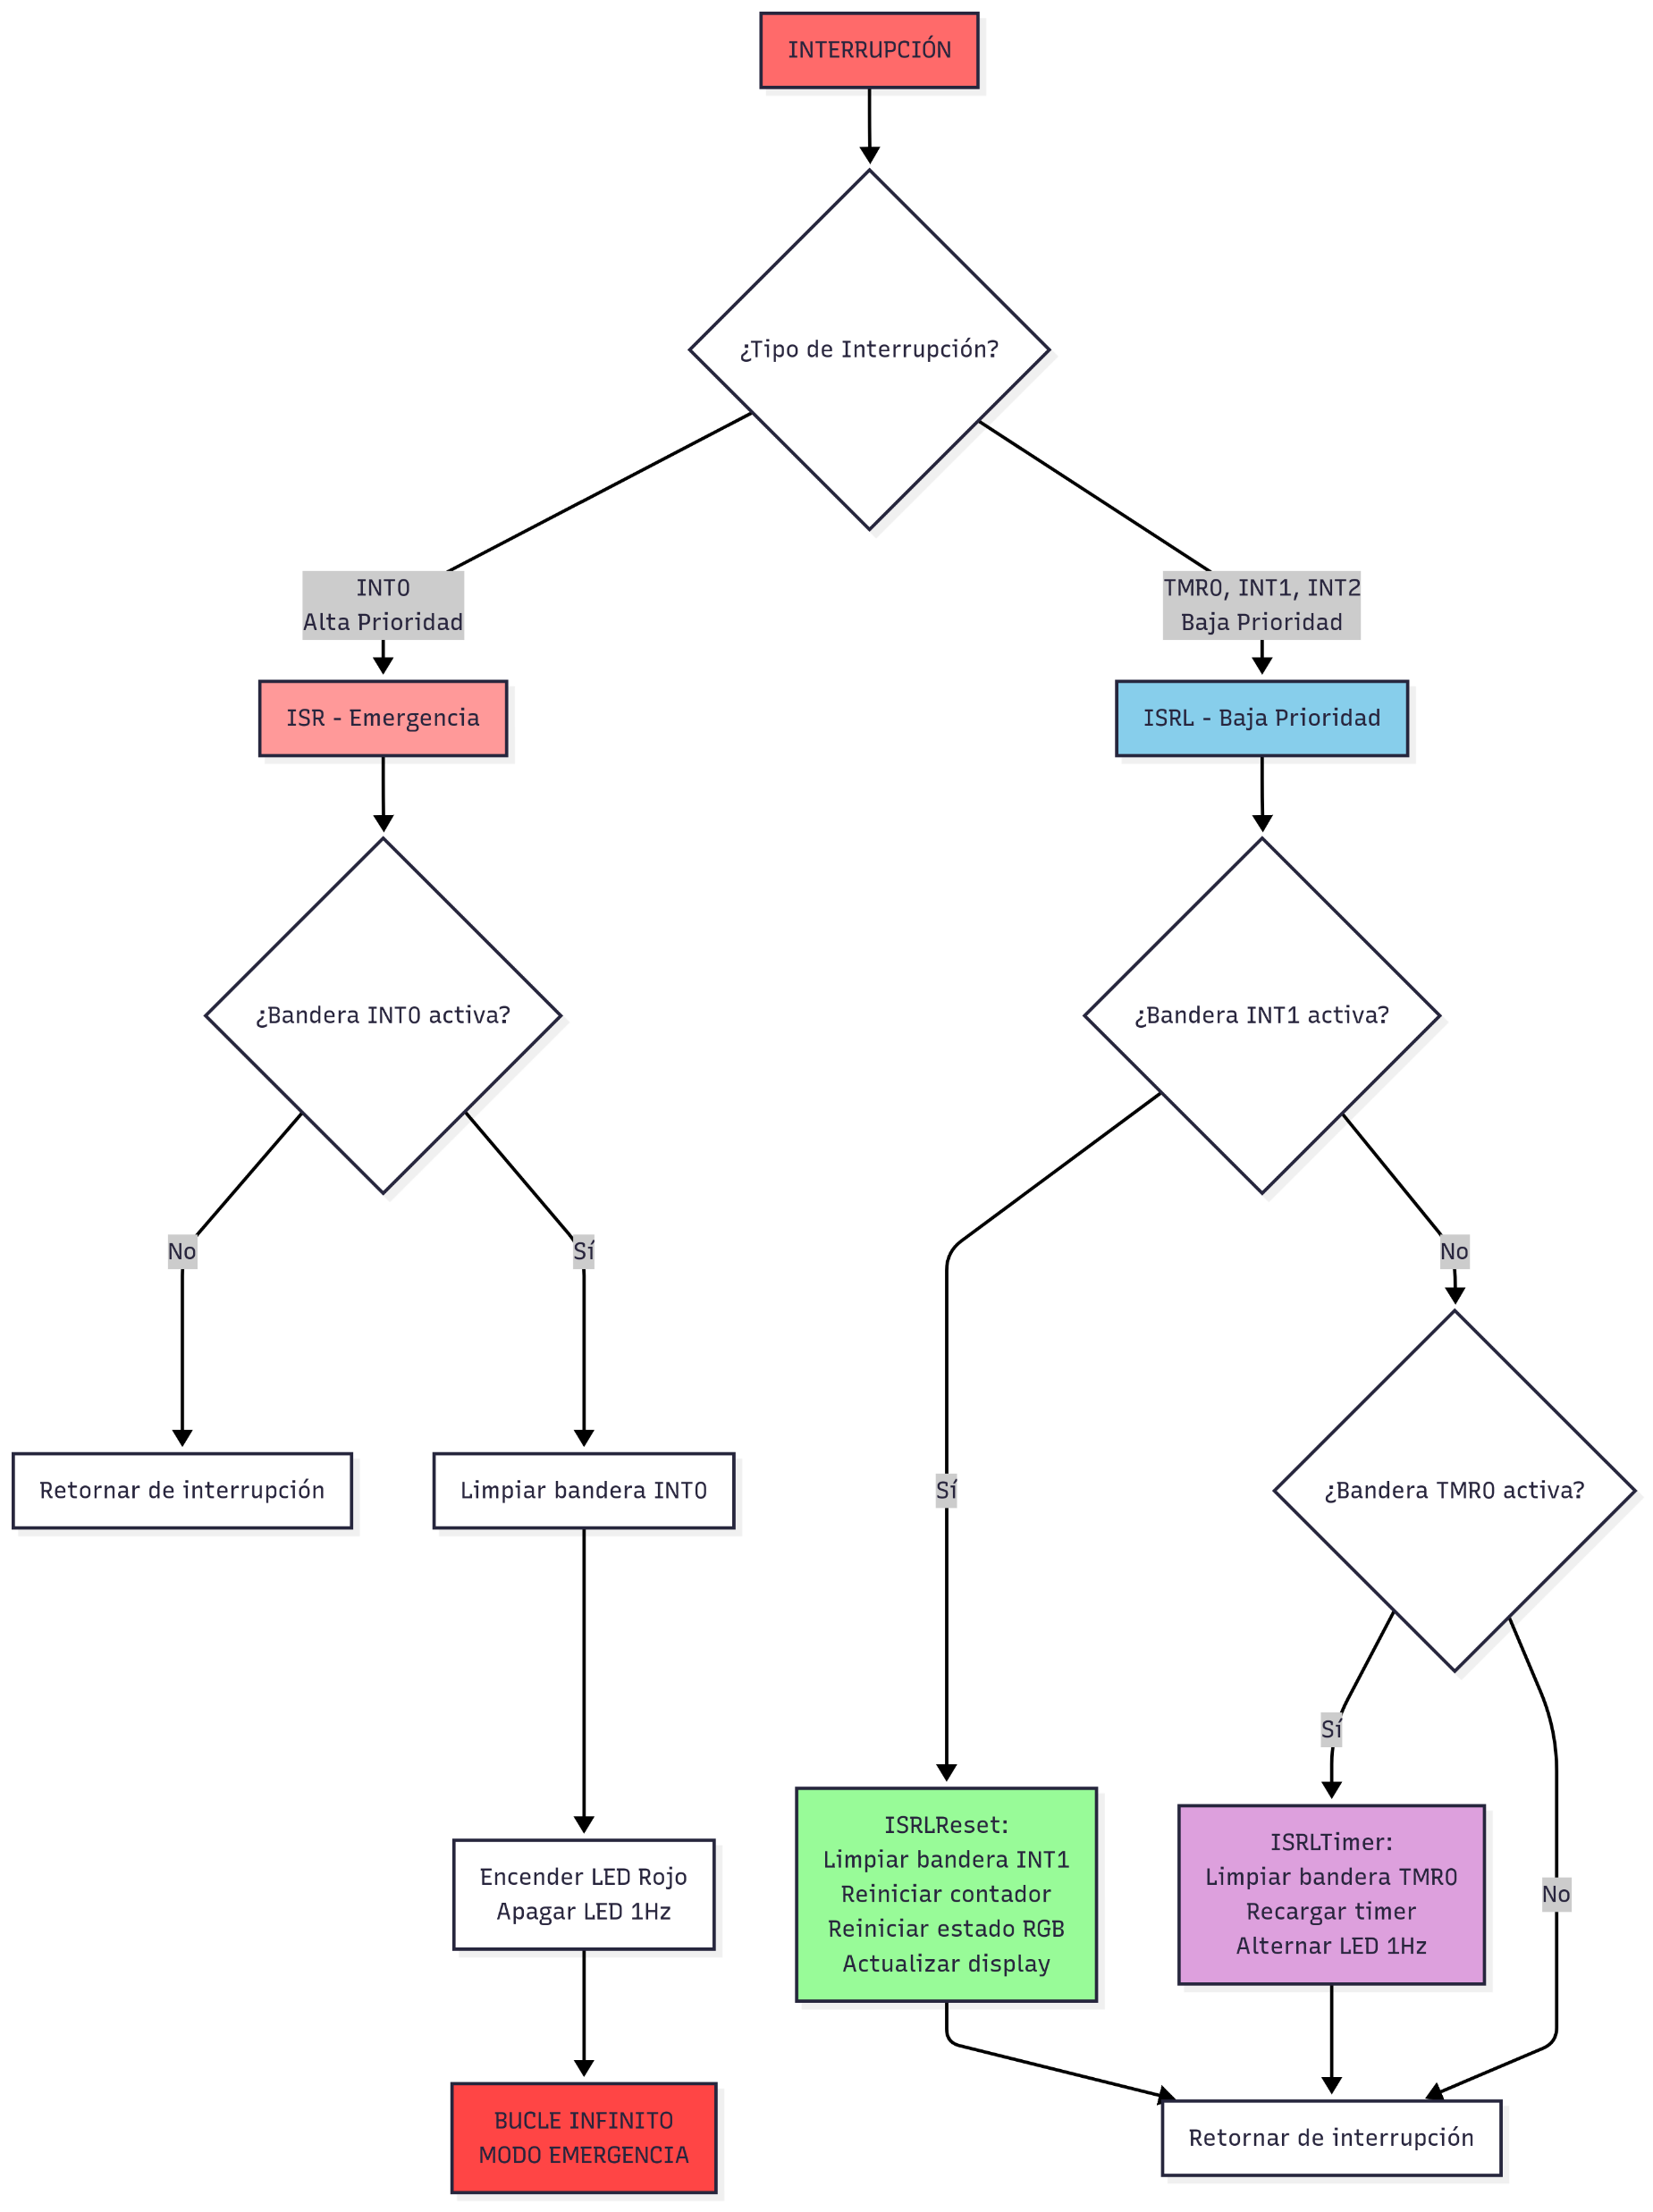 INTERRUPCIÓN
¿Tipo de Interrupción?
INT0
Alta Prioridad
TMR0, INT1, INT2
Baja Prioridad
ISR - Emergencia
ISRL - Baja Prioridad
¿Bandera INT0 activa?
¿Bandera INT1 activa?
No
Sí
No
Retornar de interrupción
Limpiar bandera INT0
Sí
¿Bandera TMR0 activa?
Sí
Encender LED Rojo
Apagar LED 1Hz
ISRLReset:
Limpiar bandera INT1
Reiniciar contador
Reiniciar estado RGB
Actualizar display
ISRLTimer:
Limpiar bandera TMR0
Recargar timer
Alternar LED 1Hz
No
BUCLE INFINITO
MODO EMERGENCIA
Retornar de interrupción